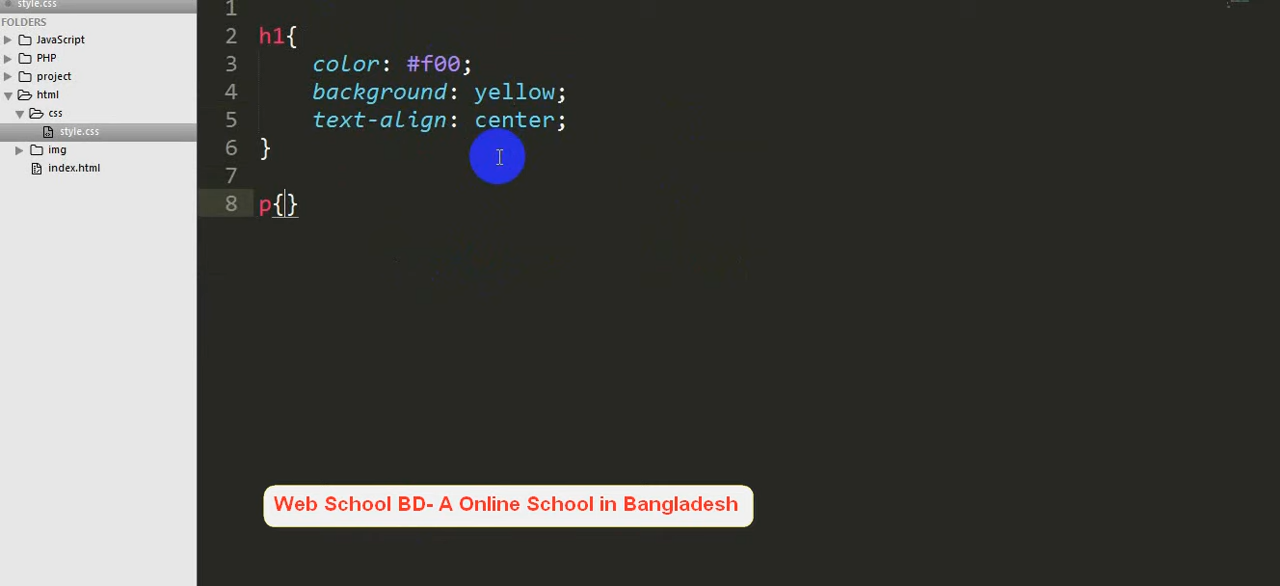 style.css
FOLDERS
JavaScript
PHP
project
html
css
style.css
img
index.html
1
2 h1{
3 color: #f00;
4 background: yellow;
5 text-align: center;
6 }
7
8 p{}
Web School BD- A Online School in Bangladesh